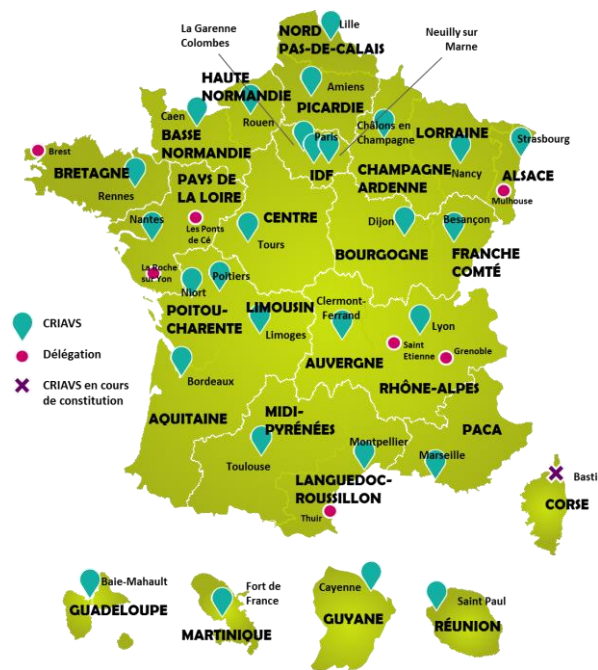 La Garenne
Colombes
Neuilly sur
Marne
NORD
PAS-DE-CALAIS
Lille
HAUTE
NORMANDIE
Amiens
PICARDIE
Caen
Rouen
BASSE
NORMANDIE
Paris
IDF
Châlons en
Champagne
LORRAINE
Strasbourg
CHAMPAGNE
ARDENNE
Nancy
ALSACE
Mulhouse
Brest
BRETAGNE
Rennes
PAYS DE
LA LOIRE
Nantes
Les Ponts
de Cé
CENTRE
Tours
Dijon
BOURGOGNE
Besançon
FRANCHE
COMTÉ
La Roche
sur Yon
Niort
Poitiers
POITOU-
CHARENTE
LIMOUSIN
Limoges
Clermont-
Ferrand
AUVERGNE
Lyon
Saint
Etienne
Grenoble
RHÔNE-ALPES
CRIAVS
Délégation
CRIAVS en cours
de constitution
Bordeaux
AQUITAINE
MIDI-
PYRÉNÉES
Toulouse
Montpellier
LANGUEDOC-
ROUSSILLON
Thuir
Marseille
PACA
Basti
CORSE
Baie-Mahault
GUADELOUPE
Fort de
France
MARTINIQUE
Cayenne
GUYANE
Saint Paul
RÉUNION